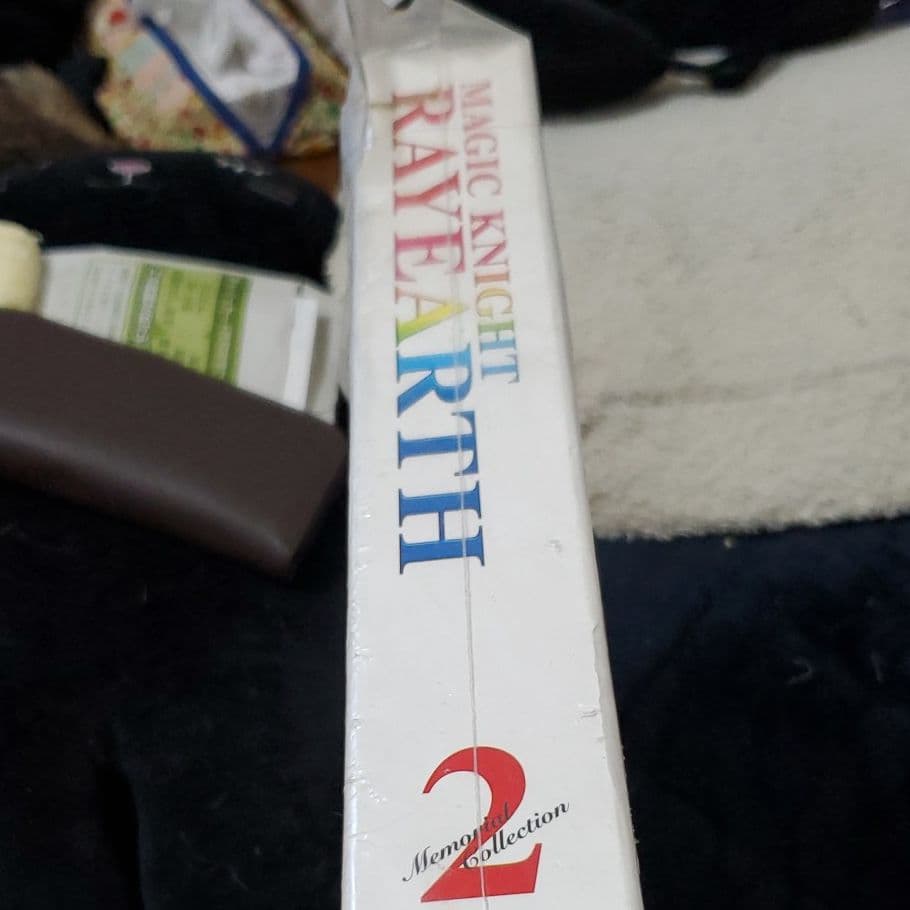 MAGIC KNIGHT
RAYEARTH
2
Memorial
Collection